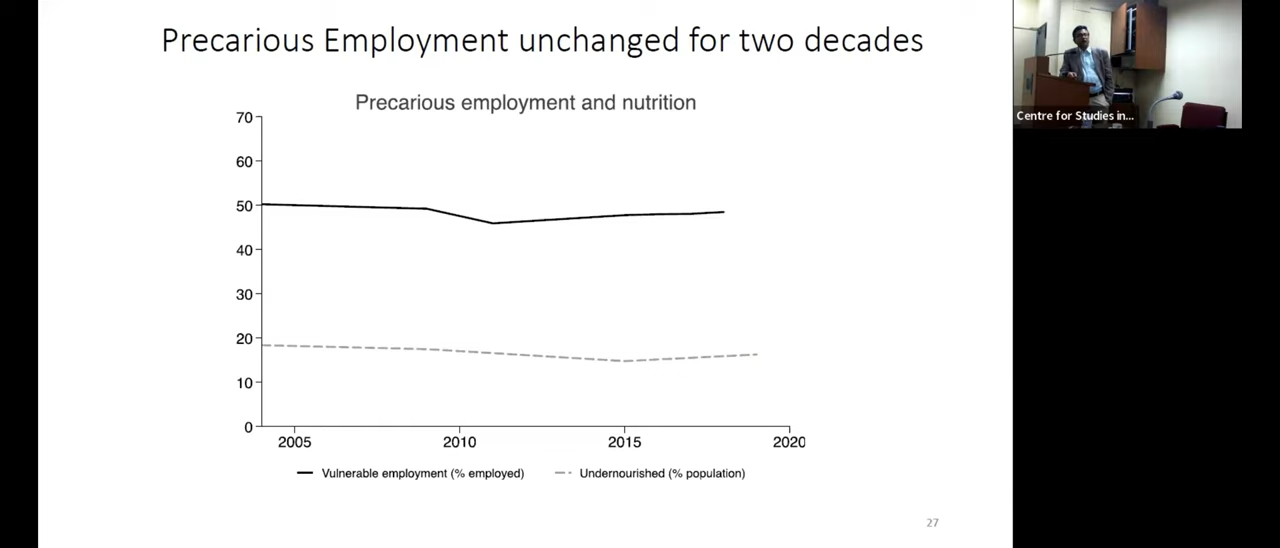 Precarious Employment unchanged for two decades
Centre for Studies in...
Precarious employment and nutrition
70
60
50
40
30
20
10
0
2005 2010 2015 2020
Vulnerable employment (% employed) Undernourished (% population)
27